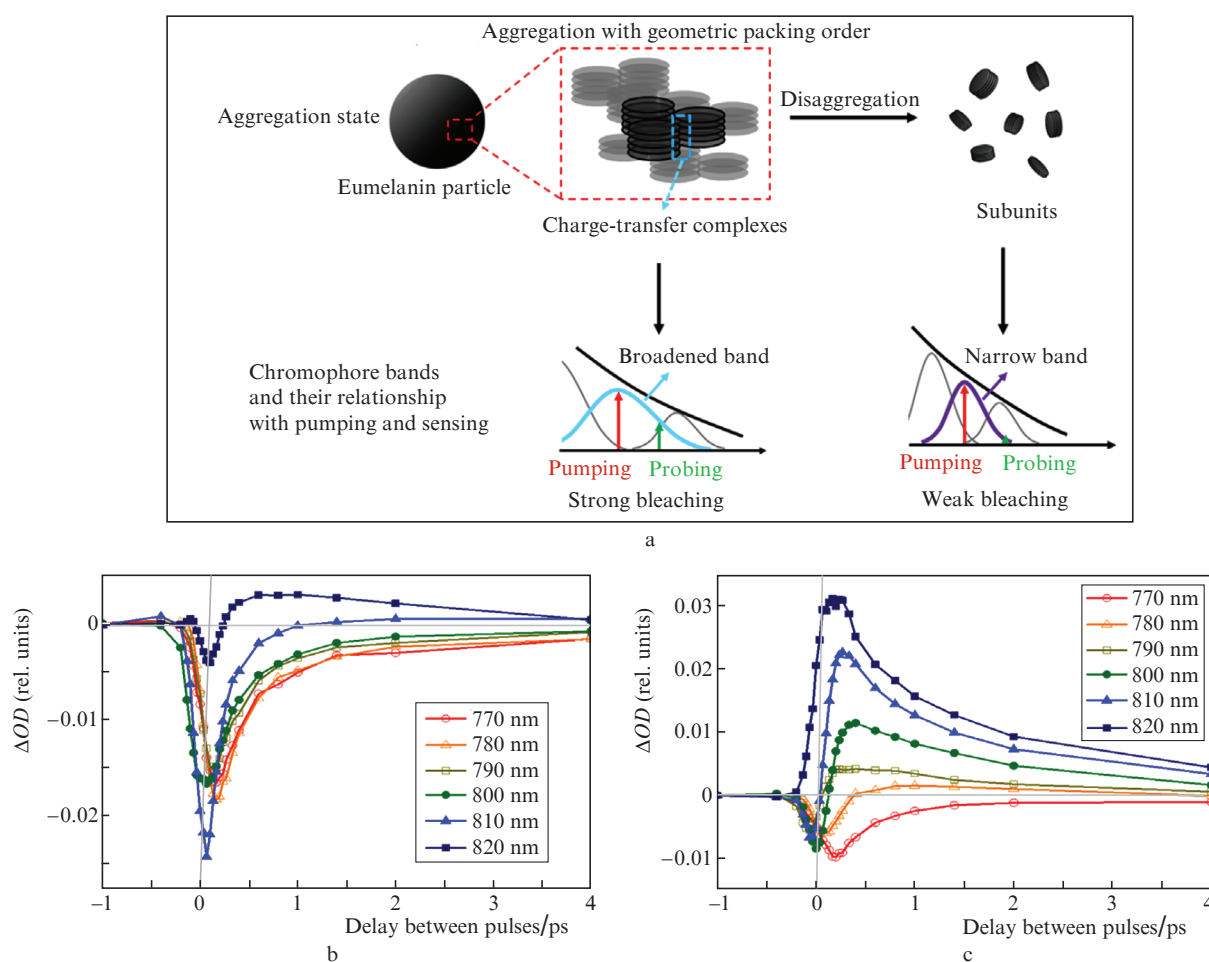 Aggregation with geometric packing order
Aggregation state
Disaggregation
Eumelanin particle
Charge-transfer complexes
Subunits
Chromophore bands
and their relationship
with pumping and sensing
Broadened band
Narrow band
Pumping
Probing
Pumping
Probing
Strong bleaching
Weak bleaching
a
ΔOD (rel. units)
0
−0.01
−0.02
770 nm
780 nm
790 nm
800 nm
810 nm
820 nm
−1 0 1 2 3 4
Delay between pulses/ps
b
ΔOD (rel. units)
0.03
0.02
0.01
0
−0.01
770 nm
780 nm
790 nm
800 nm
810 nm
820 nm
−1 0 1 2 3 4
Delay between pulses/ps
c